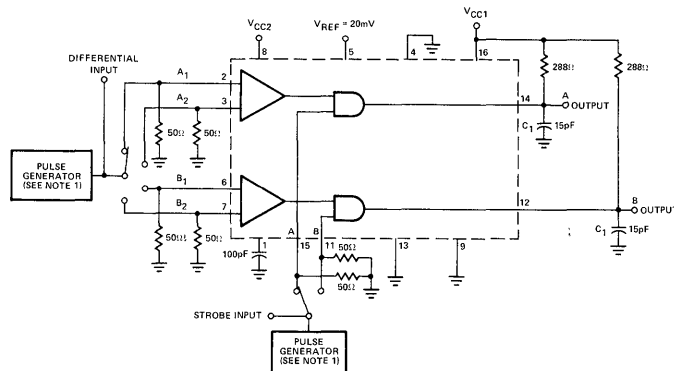 VCC2
VREF = 20mV
VCC1
8
5
4
16
DIFFERENTIAL
INPUT
288Ω
288Ω
A1
2
A
14
OUTPUT
A2
3
C1
15pF
50Ω
50Ω
PULSE
GENERATOR
(SEE NOTE 1)
B1
6
B
12
OUTPUT
B2
7
C1
15pF
A
B
50Ω
50Ω
1
15
11
50Ω
13
9
100pF
50Ω
STROBE INPUT
PULSE
GENERATOR
(SEE NOTE 1)